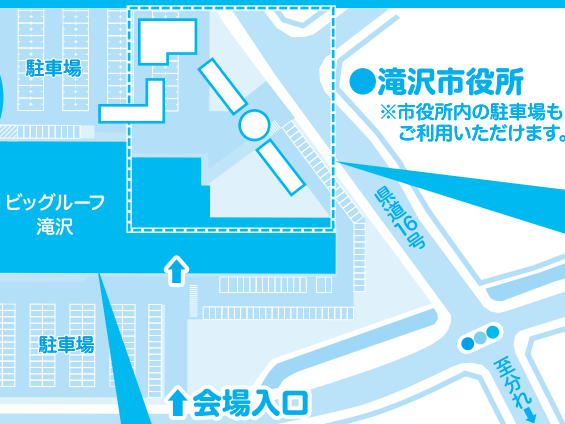 駐車場
●滝沢市役所
※市役所内の駐車場も
ご利用いただけます。
ビッグルーフ
滝沢
県道16号
駐車場
至分れ
会場入口